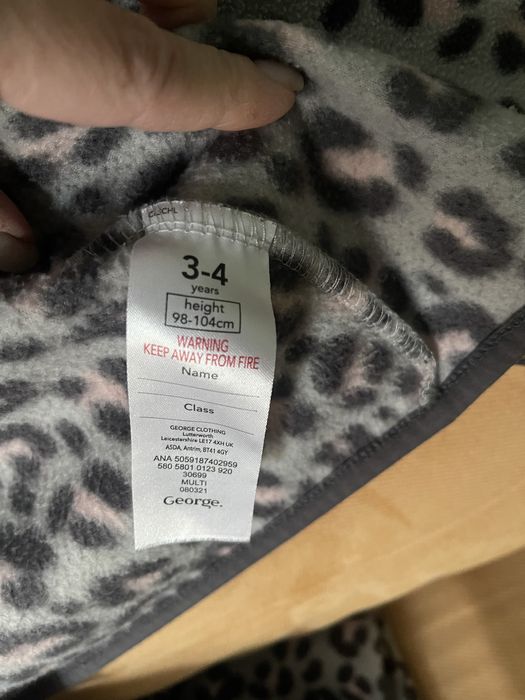 3-4
years
height
98-104cm
WARNING
KEEP AWAY FROM FIRE
Name
Class
GEORGE CLOTHING
Lutterworth
Leicestershire LE17 4XH UK
ASDA, Antrim, BT41 4GY
ANA 5059187402959
580 5801 0123 920
30699
MULTI
080321
George.